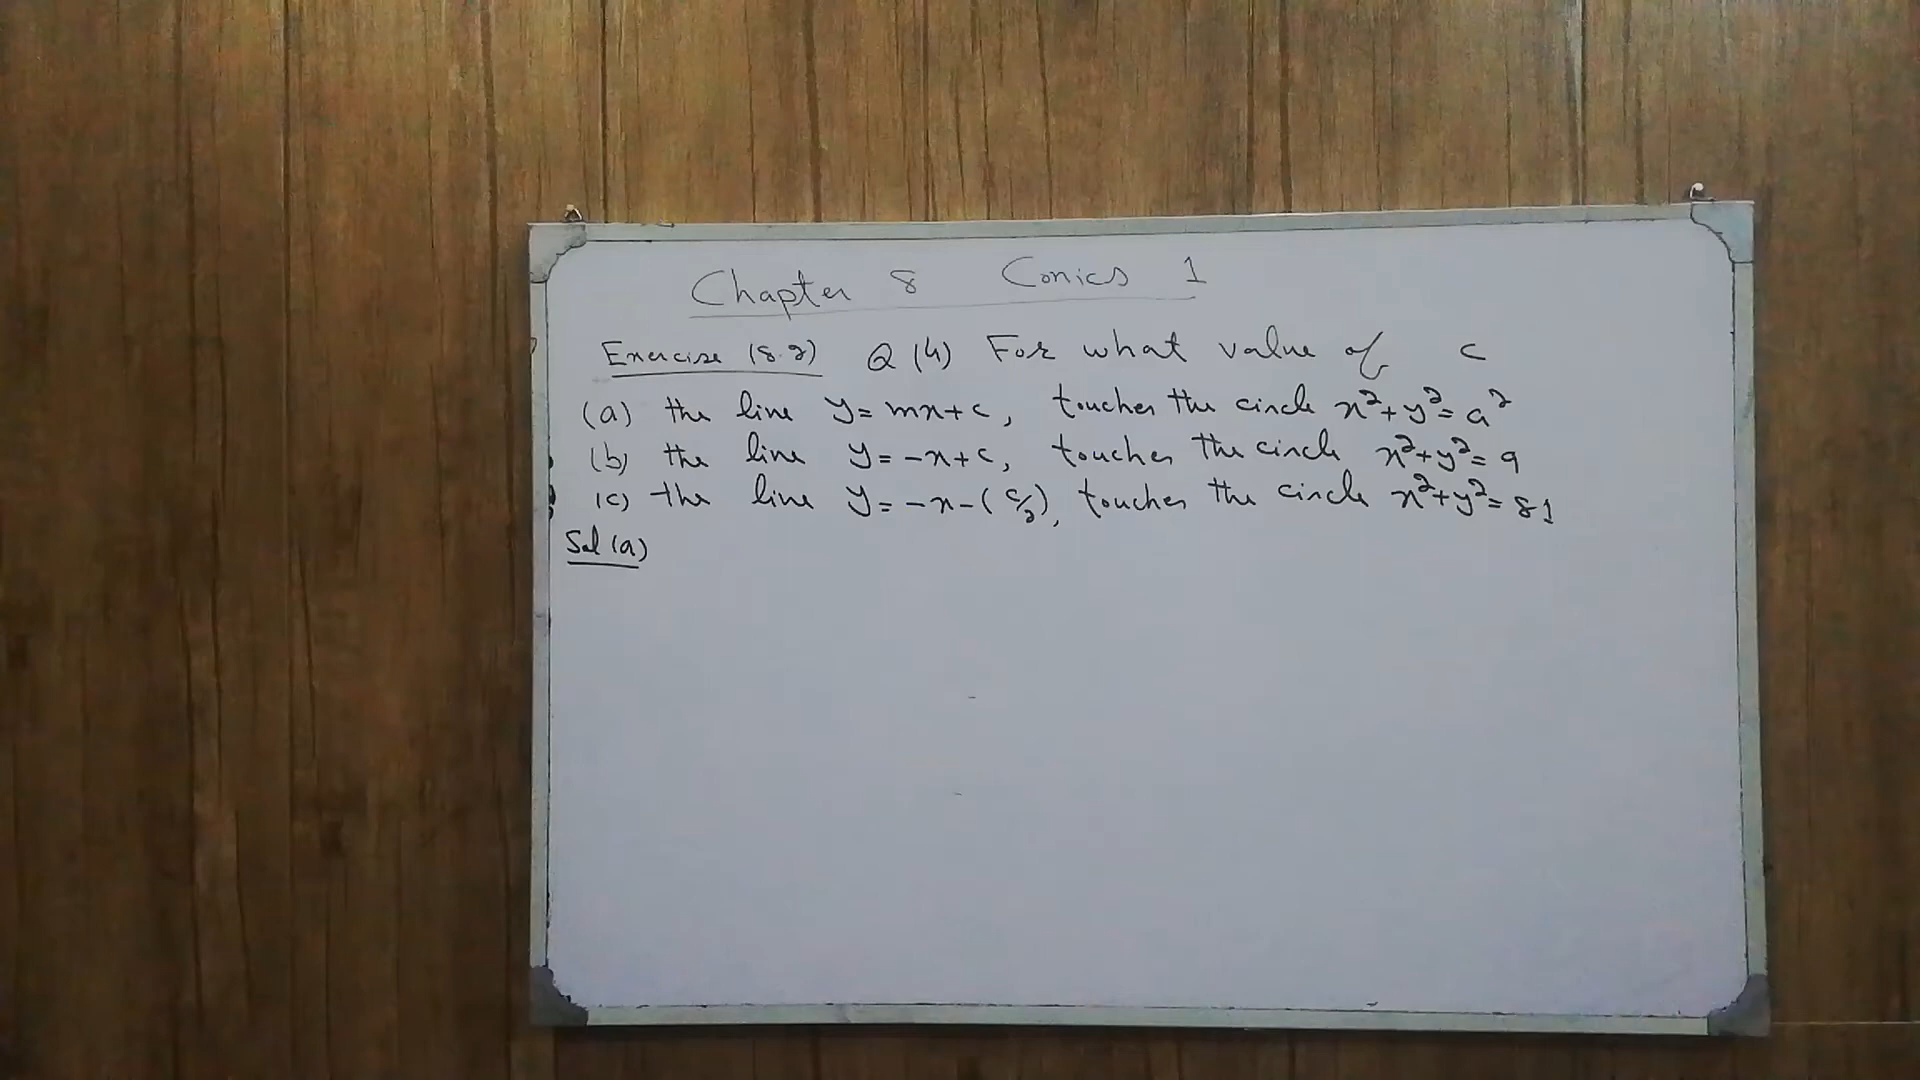 Chapter 8 Conics 1
Exercise (8.2) Q (4) For what value of c
(a) the line y = mx + c, touches the circle x² + y² = a²
(b) the line y = -x + c, touches the circle x² + y² = 9
(c) the line y = -x - (c/2), touches the circle x² + y² = 81
Sol (a)